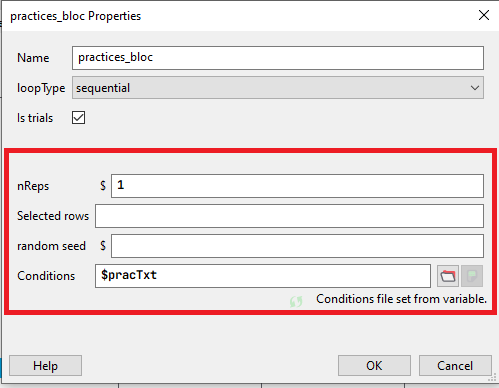 practices_bloc Properties
Name practices_bloc
loopType sequential
Is trials
nReps $ 1
Selected rows
random seed $
Conditions $pracTxt
Conditions file set from variable.
Help OK Cancel